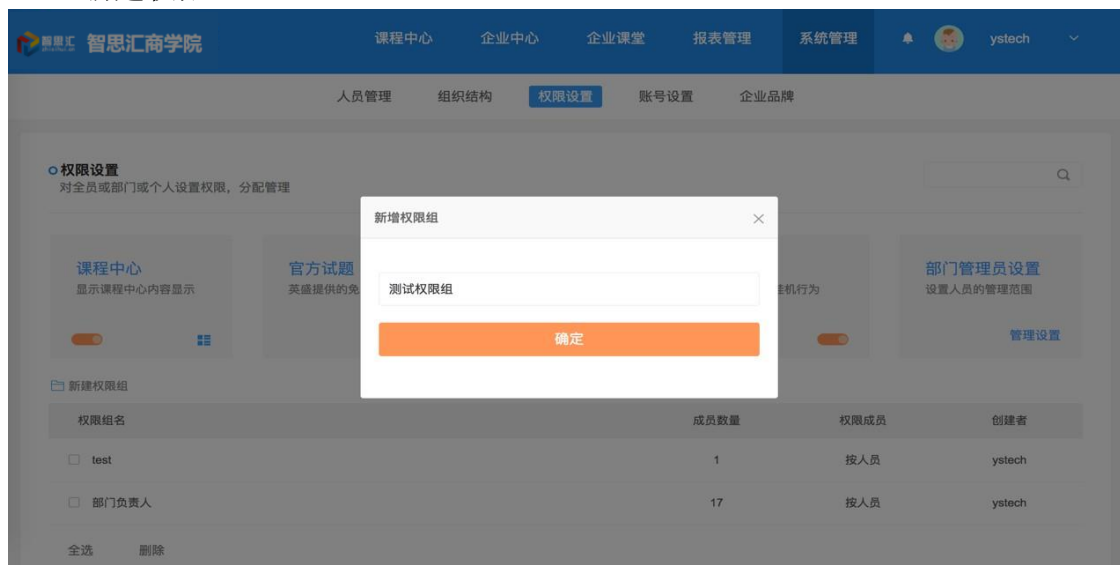 智思汇 智思汇商学院 课程中心 企业中心 企业课堂 报表管理 系统管理 ystech
人员管理 组织结构 权限设置 账号设置 企业品牌
权限设置
对全员或部门或个人设置权限，分配管理
新增权限组
课程中心 官方试题 部门管理员设置
显示课程中心内容显示 英盛提供的免 挂机行为 设置人员的管理范围
测试权限组
确定
管理设置
新建权限组
权限组名 成员数量 权限成员 创建者
test 1 按人员 ystech
部门负责人 17 按人员 ystech
全选 删除